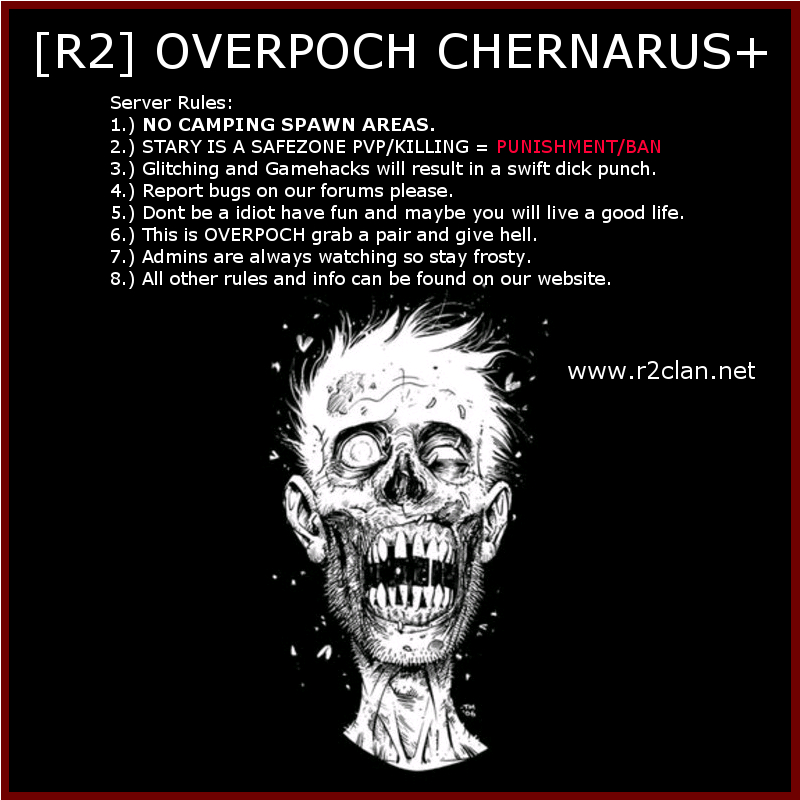 [R2] OVERPOCH CHERNARUS+
Server Rules:
1.) NO CAMPING SPAWN AREAS.
2.) STARY IS A SAFEZONE PVP/KILLING = PUNISHMENT/BAN
3.) Glitching and Gamehacks will result in a swift dick punch.
4.) Report bugs on our forums please.
5.) Dont be a idiot have fun and maybe you will live a good life.
6.) This is OVERPOCH grab a pair and give hell.
7.) Admins are always watching so stay frosty.
8.) All other rules and info can be found on our website.
www.r2clan.net
TM
'06